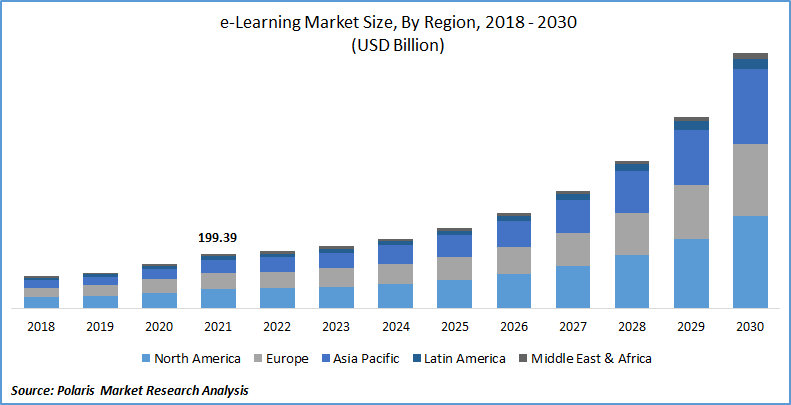 e-Learning Market Size, By Region, 2018 - 2030
(USD Billion)
199.39
2018 2019 2020 2021 2022 2023 2024 2025 2026 2027 2028 2029 2030
North America Europe Asia Pacific Latin America Middle East & Africa
Source: Polaris Market Research Analysis